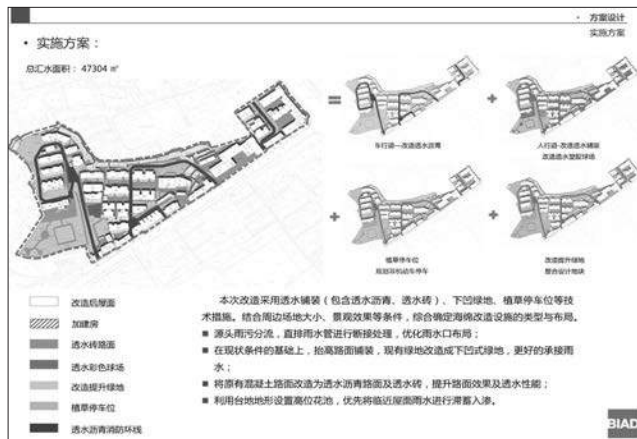 · 方案设计
实施方案
· 实施方案：
总汇水面积：47304 ㎡
=
+
车行道—改造透水沥青
人行道-改造透水铺装
改造透水塑胶球场
+
+
植草停车位
规划非机动车停车
改造提升绿地
整合设计地块
改造后屋面
加建房
透水砖路面
透水彩色球场
改造提升绿地
植草停车位
透水沥青消防环线
本次改造采用透水铺装（包含透水沥青、透水砖）、下凹绿地、植草停车位等技
术措施。结合周边场地大小、景观效果等条件，综合确定海绵改造设施的类型与布局。
■ 源头雨污分流，直排雨水管进行断接处理，优化雨水口布局；
■ 在现状条件的基础上，抬高路面铺装，现有绿地改造成下凹式绿地，更好的承接雨
水；
■ 将原有混凝土路面改造为透水沥青路面及透水砖，提升路面效果及透水性能；
■ 利用台地地形设置高位花池，优先将临近屋面雨水进行滞蓄入渗。
BIAD